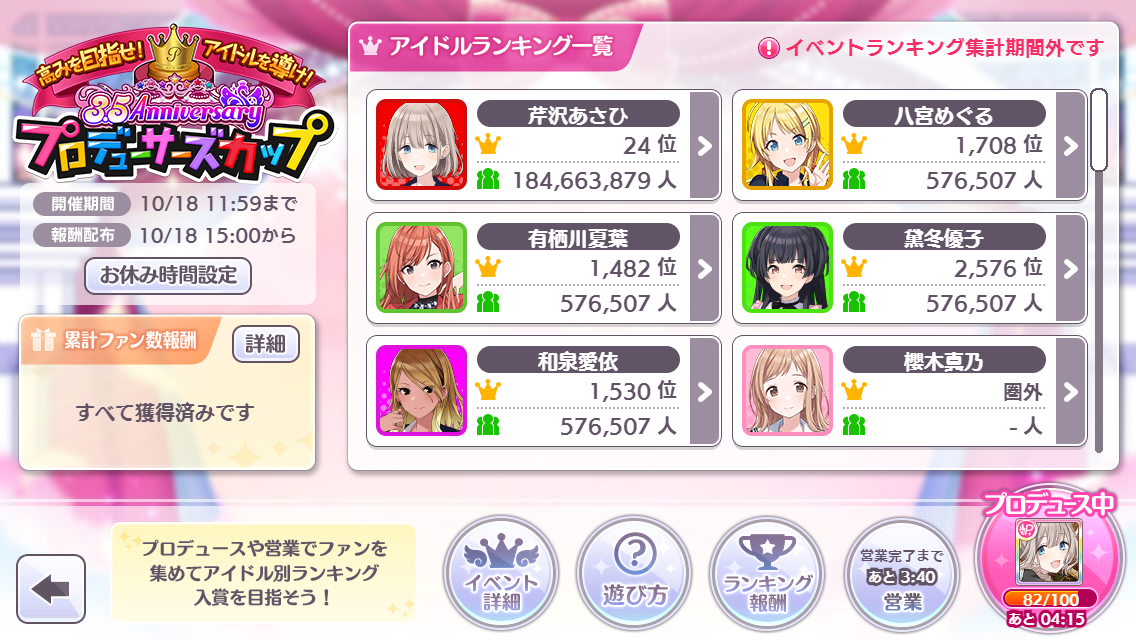 高みを目指せ!
アイドルを導け!
P
3.5 Anniversary
プロデューサーズカップ
開催期間 10/18 11:59まで
報酬配布 10/18 15:00から
お休み時間設定
累計ファン数報酬
詳細
すべて獲得済みです
アイドルランキング一覧
! イベントランキング集計期間外です
芹沢あさひ
24 位
184,663,879 人
八宮めぐる
1,708 位
576,507 人
有栖川夏葉
1,482 位
576,507 人
黛冬優子
2,576 位
576,507 人
和泉愛依
1,530 位
576,507 人
櫻木真乃
圏外
- 人
プロデュースや営業でファンを
集めてアイドル別ランキング
入賞を目指そう！
イベント
詳細
?
遊び方
ランキング
報酬
営業完了まで
あと 3:40
営業
プロデュース中
P
82/100
あと 04:15